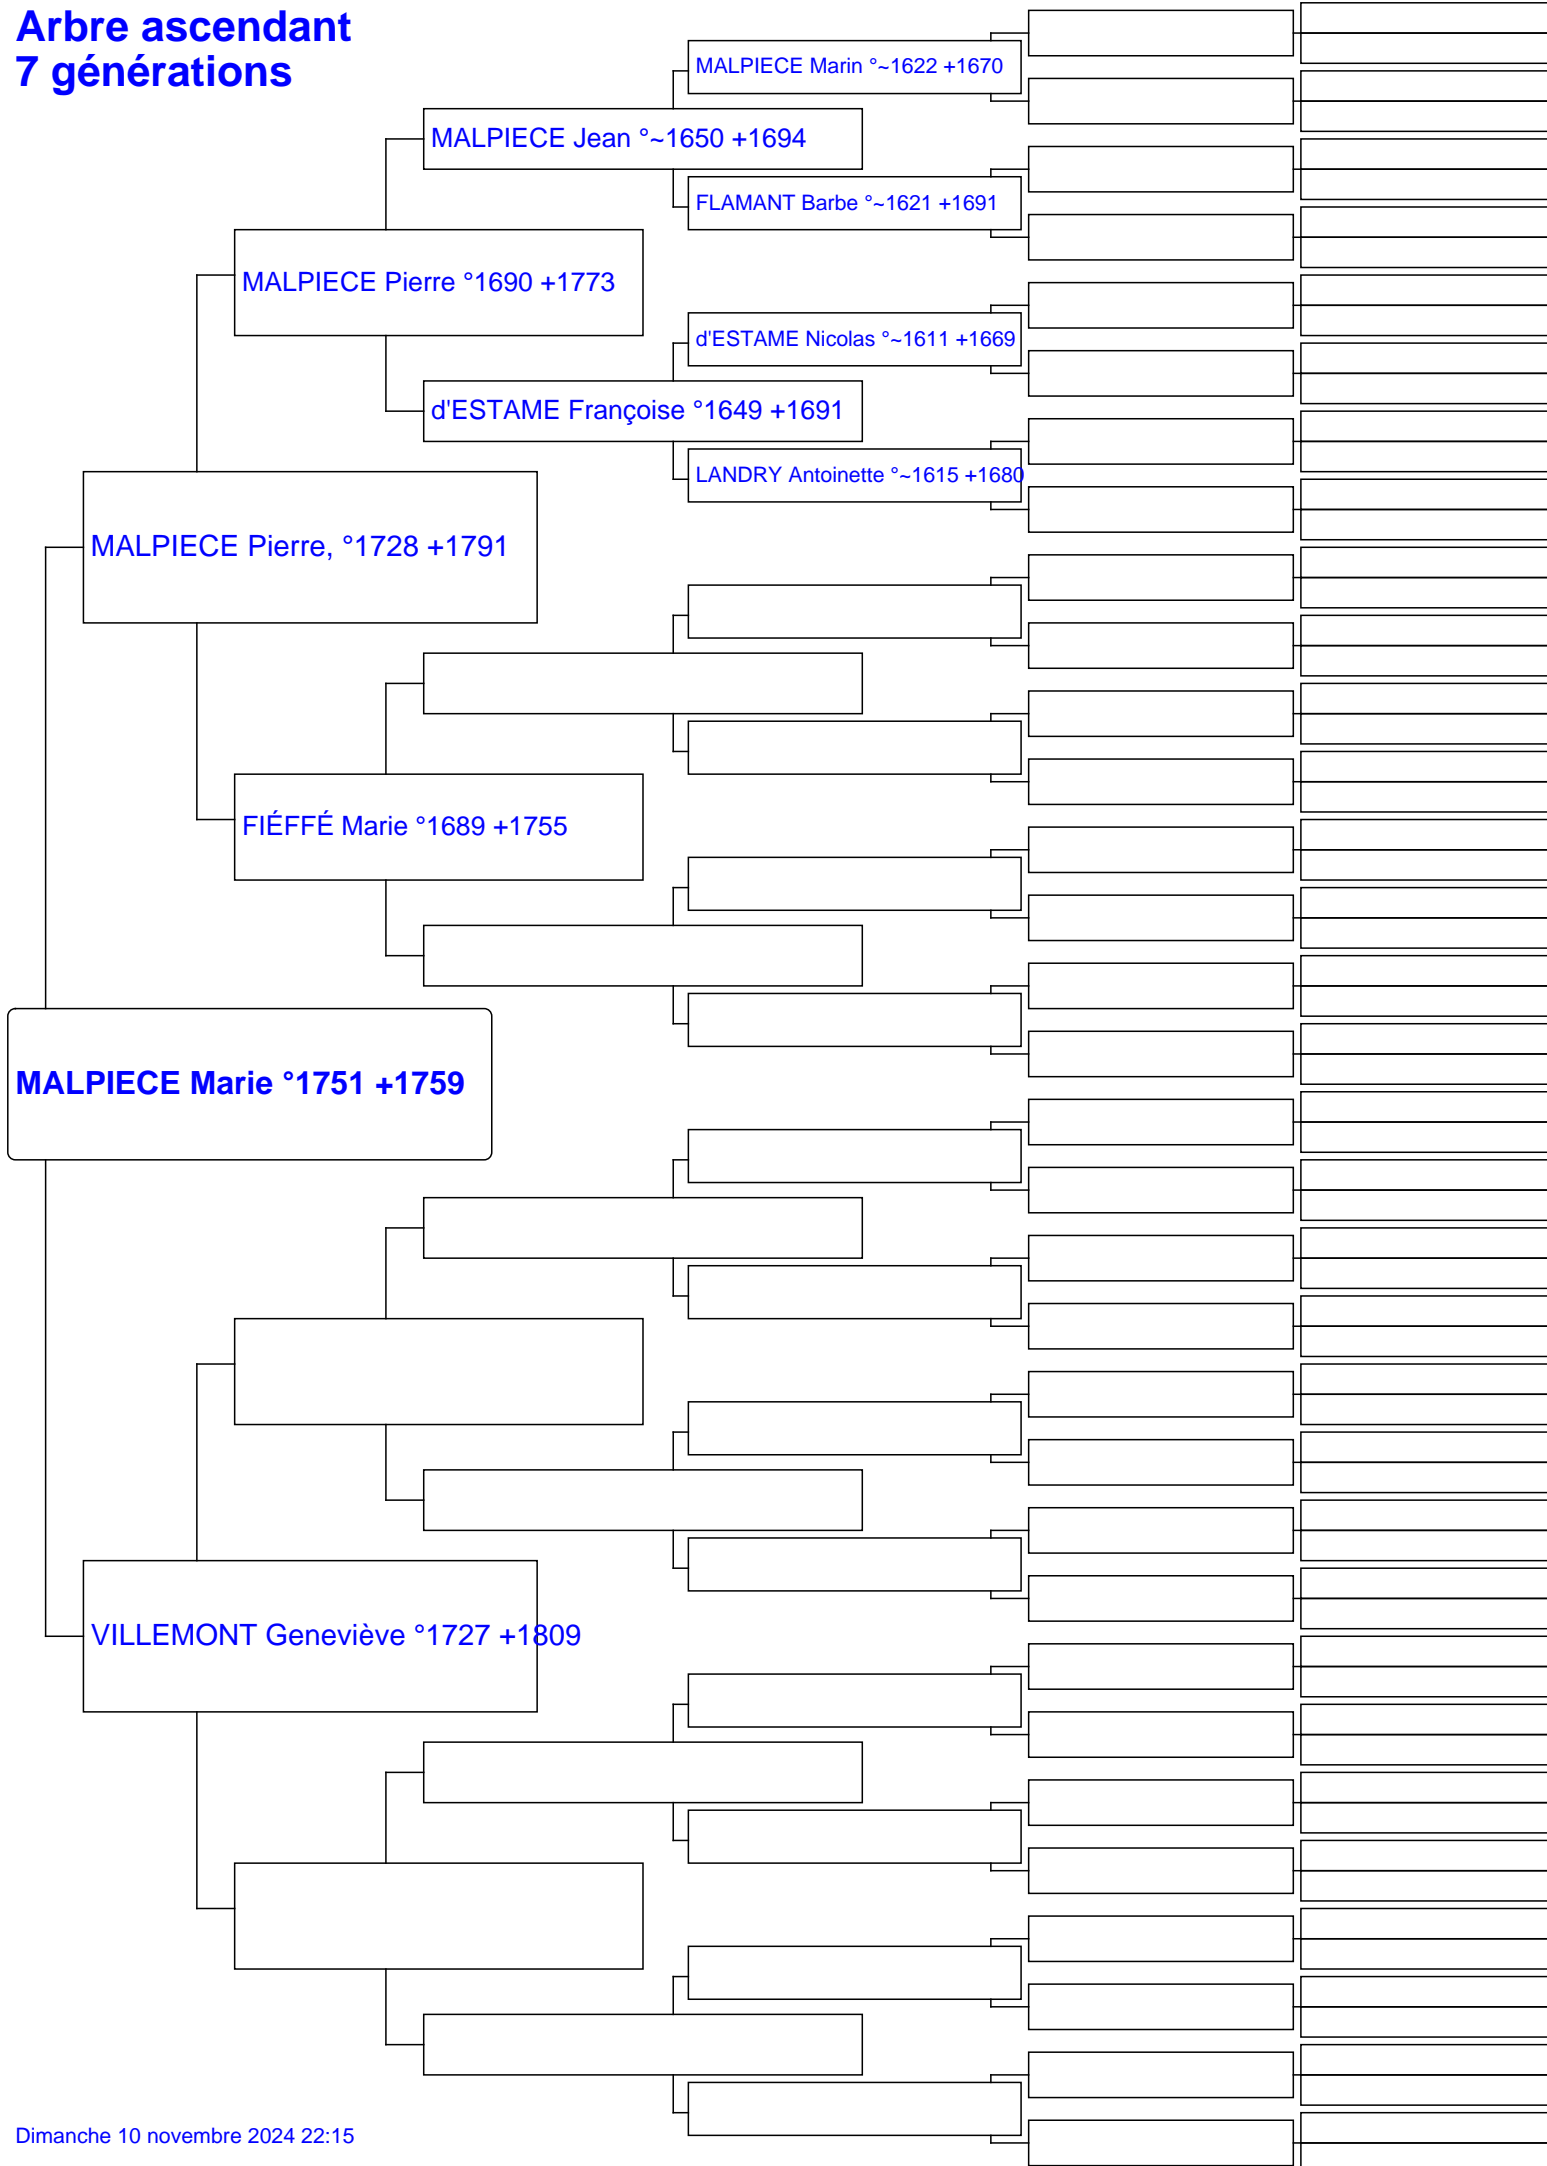 Arbre ascendant
7 générations
MALPIECE Marin °~1622 +1670
MALPIECE Jean °~1650 +1694
FLAMANT Barbe °~1621 +1691
MALPIECE Pierre °1690 +1773
d'ESTAME Nicolas °~1611 +1669
d'ESTAME Françoise °1649 +1691
LANDRY Antoinette °~1615 +1680
MALPIECE Pierre, °1728 +1791
FIÉFFÉ Marie °1689 +1755
MALPIECE Marie °1751 +1759
VILLEMONT Geneviève °1727 +1809
Dimanche 10 novembre 2024 22:15